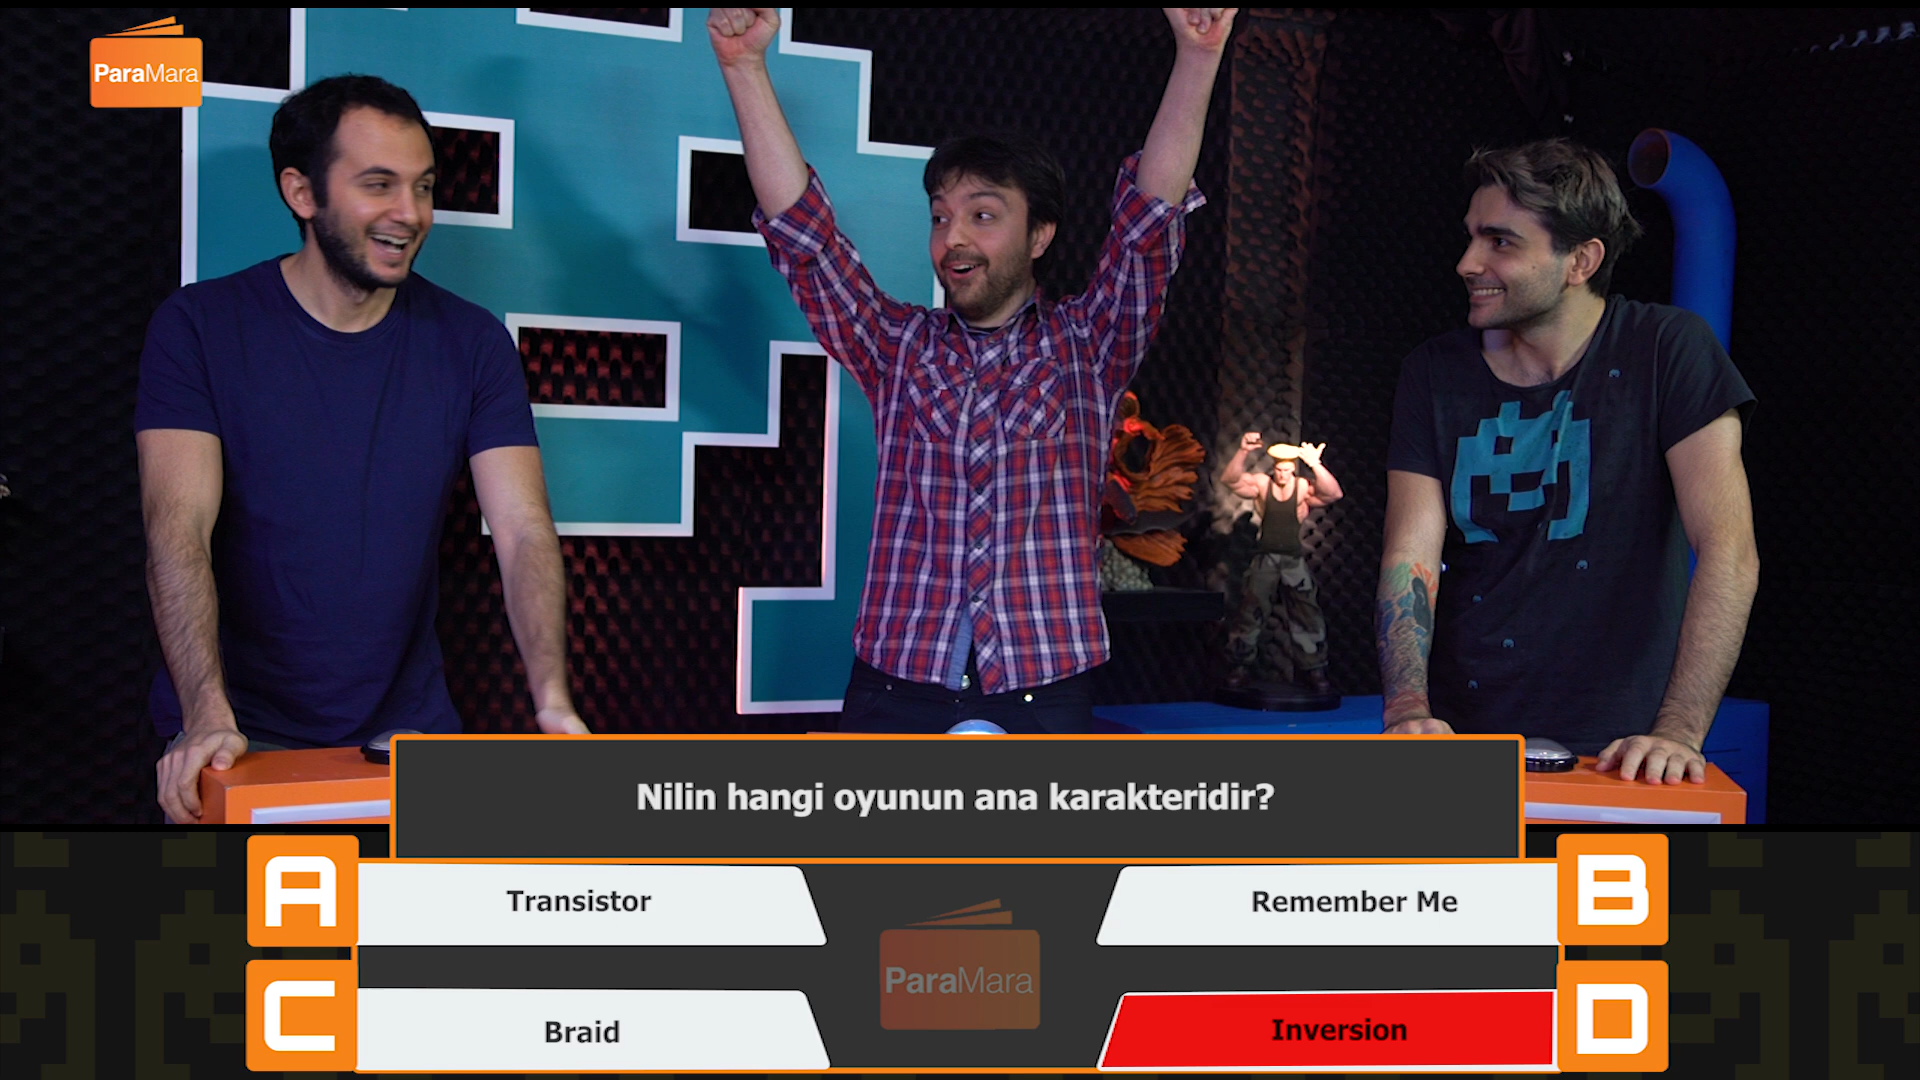 ParaMara
Nilin hangi oyunun ana karakteridir?
A Transistor
B Remember Me
C Braid
D Inversion
ParaMara